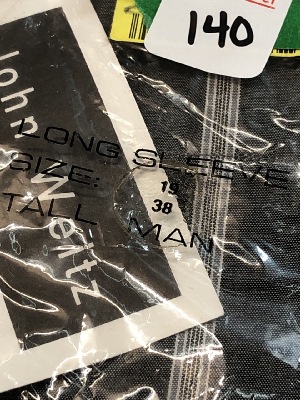 140
John Weitz
LONG SLEEVE
SIZE: 19
38
TALL MAN